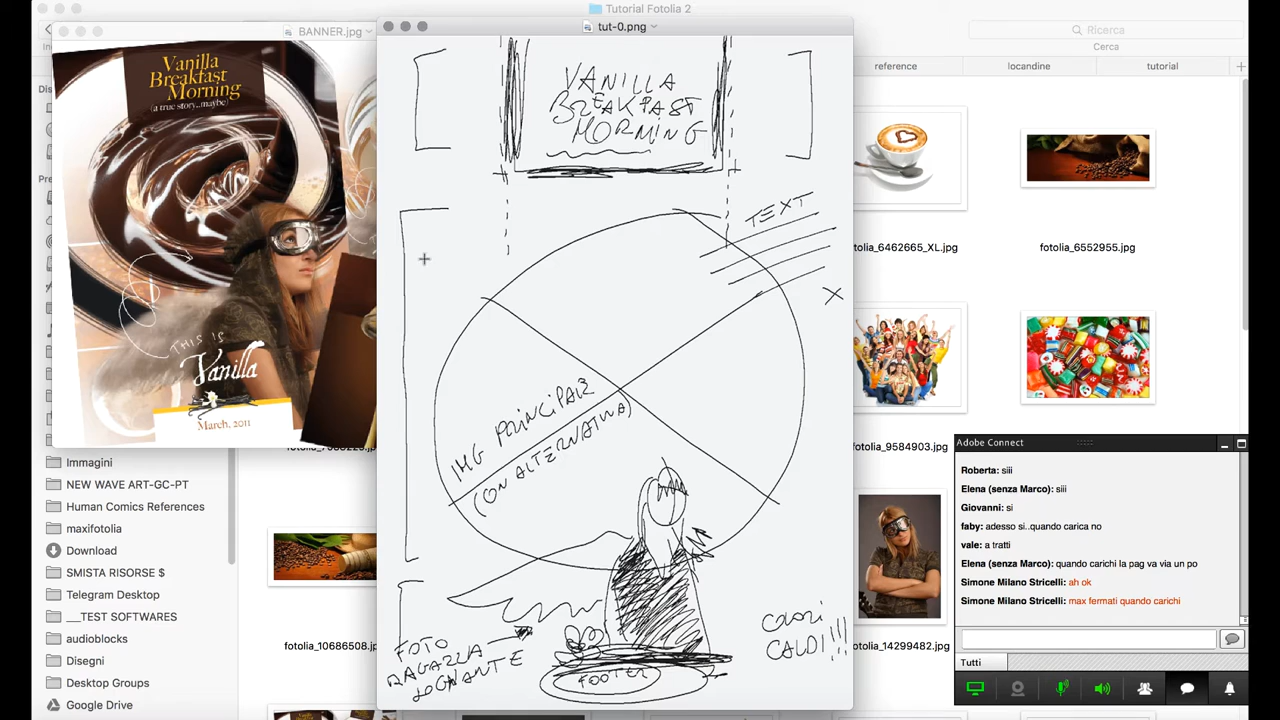 Tutorial Fotolia 2
BANNER.jpg
tut-0.png
Ricerca
Cerca
reference
locandine
tutorial
Vanilla
Breakfast
Morning
(a true story..maybe)
THIS IS
Vanilla
March, 2011
VANILLA
BREAKFAST
MORNING
TEXT
X
IMG PRINCIPALE
(CON ALTERNATIVA)
FOTO
RAGAZZA
SOGNANTE
FOOTER
COLORI
CALDI!!!
tolia_6462665_XL.jpg
fotolia_6552955.jpg
fotolia_9584903.jpg
fotolia_10686508.jpg
fotolia_14299482.jpg
Immagini
NEW WAVE ART-GC-PT
Human Comics References
maxifotolia
Download
SMISTA RISORSE $
Telegram Desktop
___TEST SOFTWARES
audioblocks
Disegni
Desktop Groups
Google Drive
Adobe Connect
Roberta: siii
Elena (senza Marco): siii
Giovanni: si
faby: adesso si..quando carica no
vale: a tratti
Elena (senza Marco): quando carichi la pag va via un po
Simone Milano Stricelli: ah ok
Simone Milano Stricelli: max fermati quando carichi
Tutti